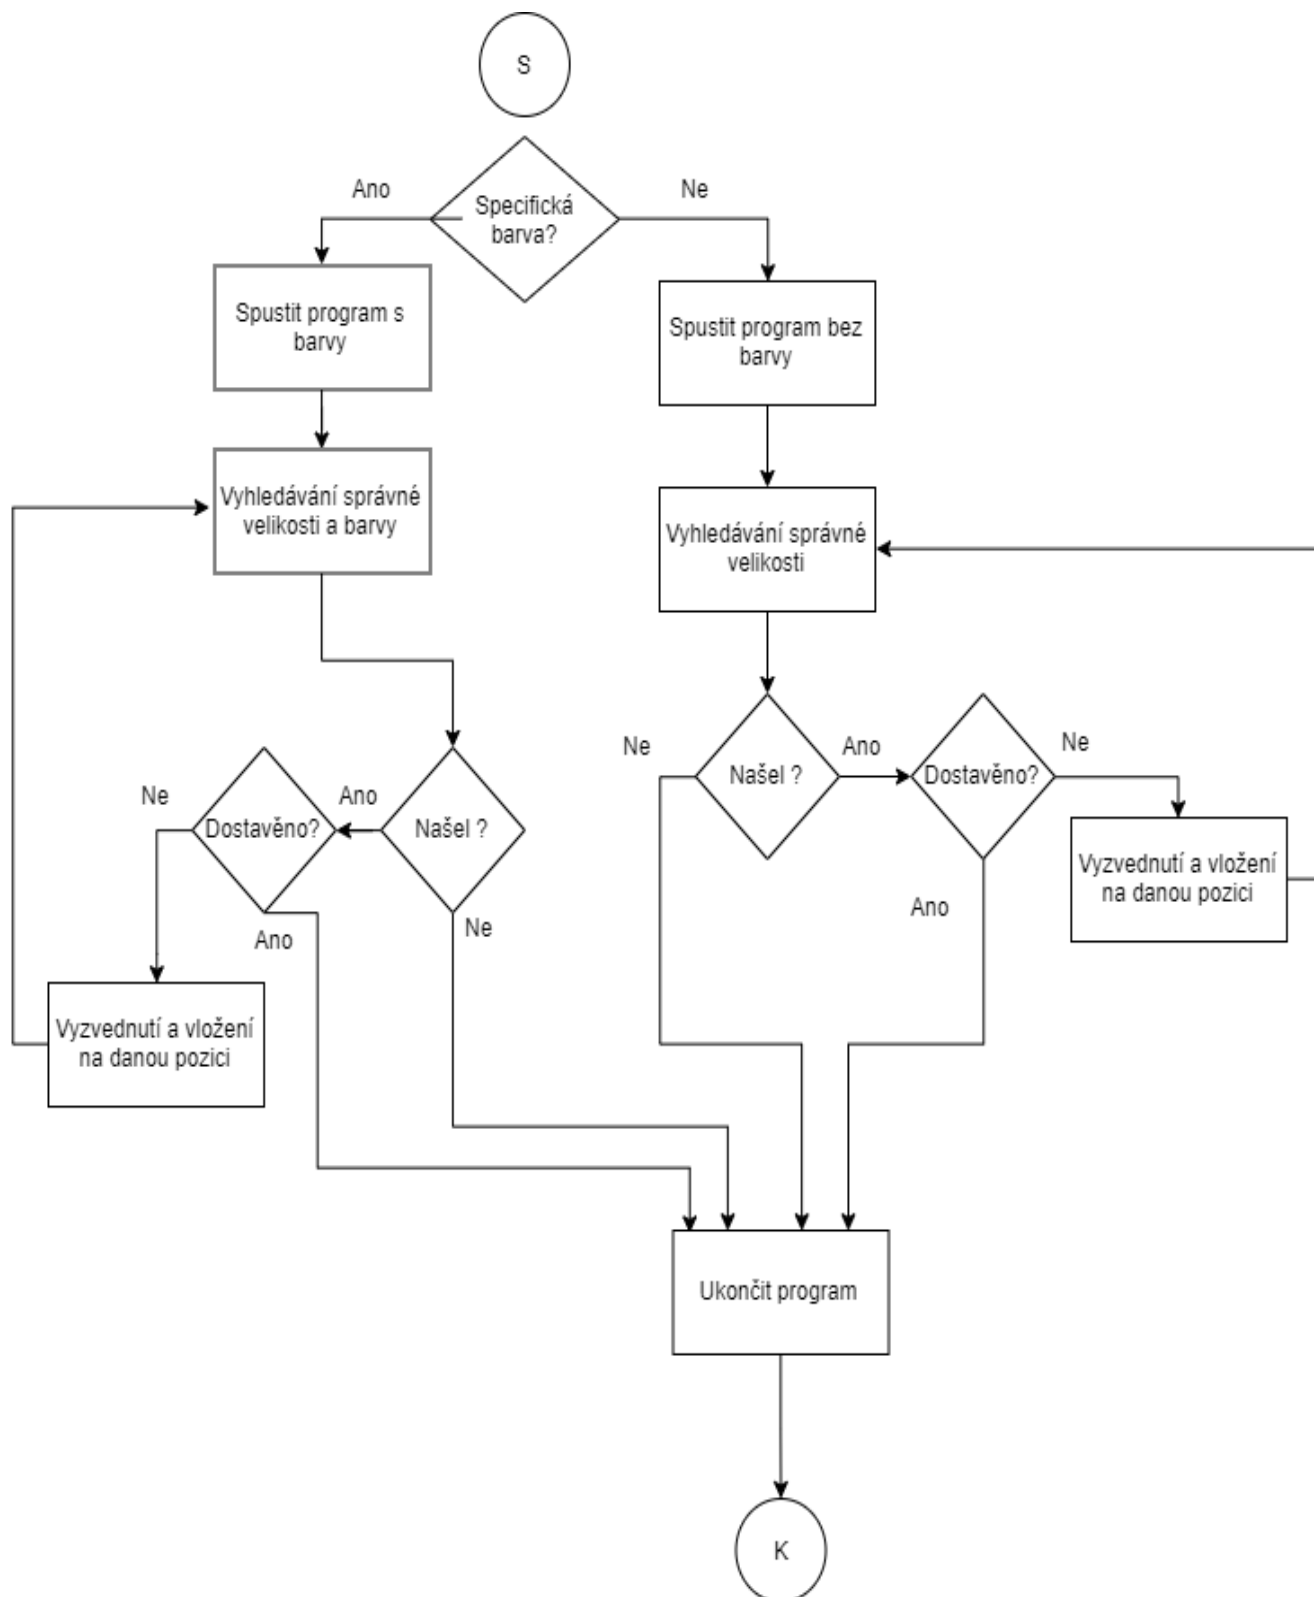 S
Specifická
barva?
Ano
Ne
Spustit program s
barvy
Spustit program bez
barvy
Vyhledávání správné
velikosti a barvy
Vyhledávání správné
velikosti
Ne
Našel ?
Ano
Dostavěno?
Ne
Ne
Dostavěno?
Ano
Našel ?
Vyzvednutí a vložení
na danou pozici
Ano
Ano
Ne
Vyzvednutí a vložení
na danou pozici
Ukončit program
K